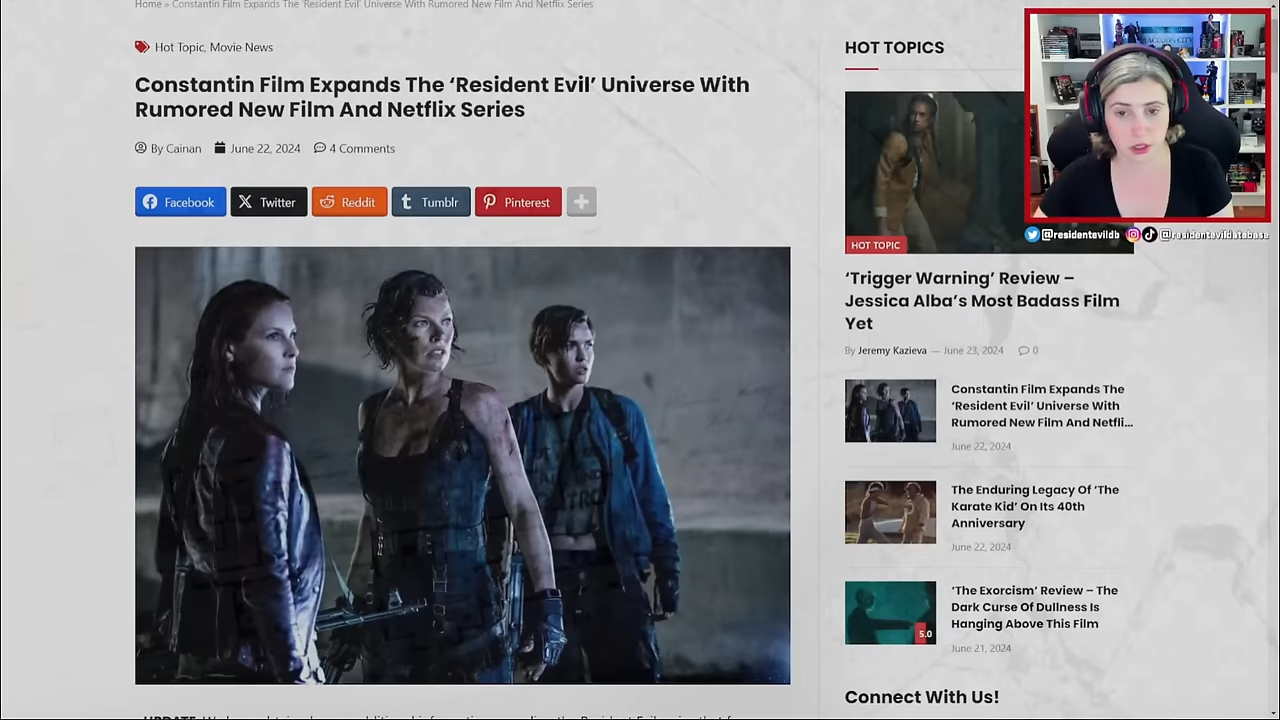 Home » Constantin Film Expands The ‘Resident Evil’ Universe With Rumored New Film And Netflix Series
Hot Topic, Movie News
Constantin Film Expands The ‘Resident Evil’ Universe With
Rumored New Film And Netflix Series
By Cainan June 22, 2024 4 Comments
Facebook Twitter Reddit Tumblr Pinterest
HOT TOPICS
HOT TOPIC
@residentevildb @residentevildatabase
‘Trigger Warning’ Review –
Jessica Alba’s Most Badass Film
Yet
By Jeremy Kazieva — June 23, 2024 0
Constantin Film Expands The
‘Resident Evil’ Universe With
Rumored New Film And Netfli...
June 22, 2024
The Enduring Legacy Of ‘The
Karate Kid’ On Its 40th
Anniversary
June 22, 2024
5.0
‘The Exorcism’ Review – The
Dark Curse Of Dullness Is
Hanging Above This Film
June 21, 2024
Connect With Us!